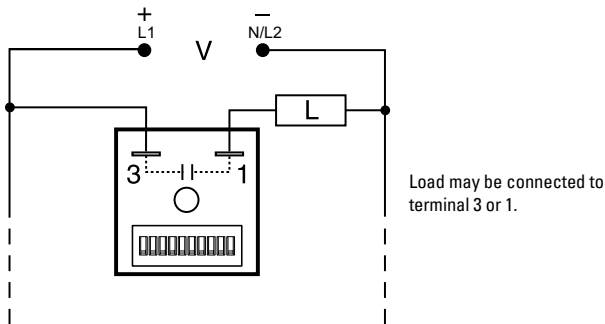 + −
L1 V N/L2
L
3 1
Load may be connected to
terminal 3 or 1.